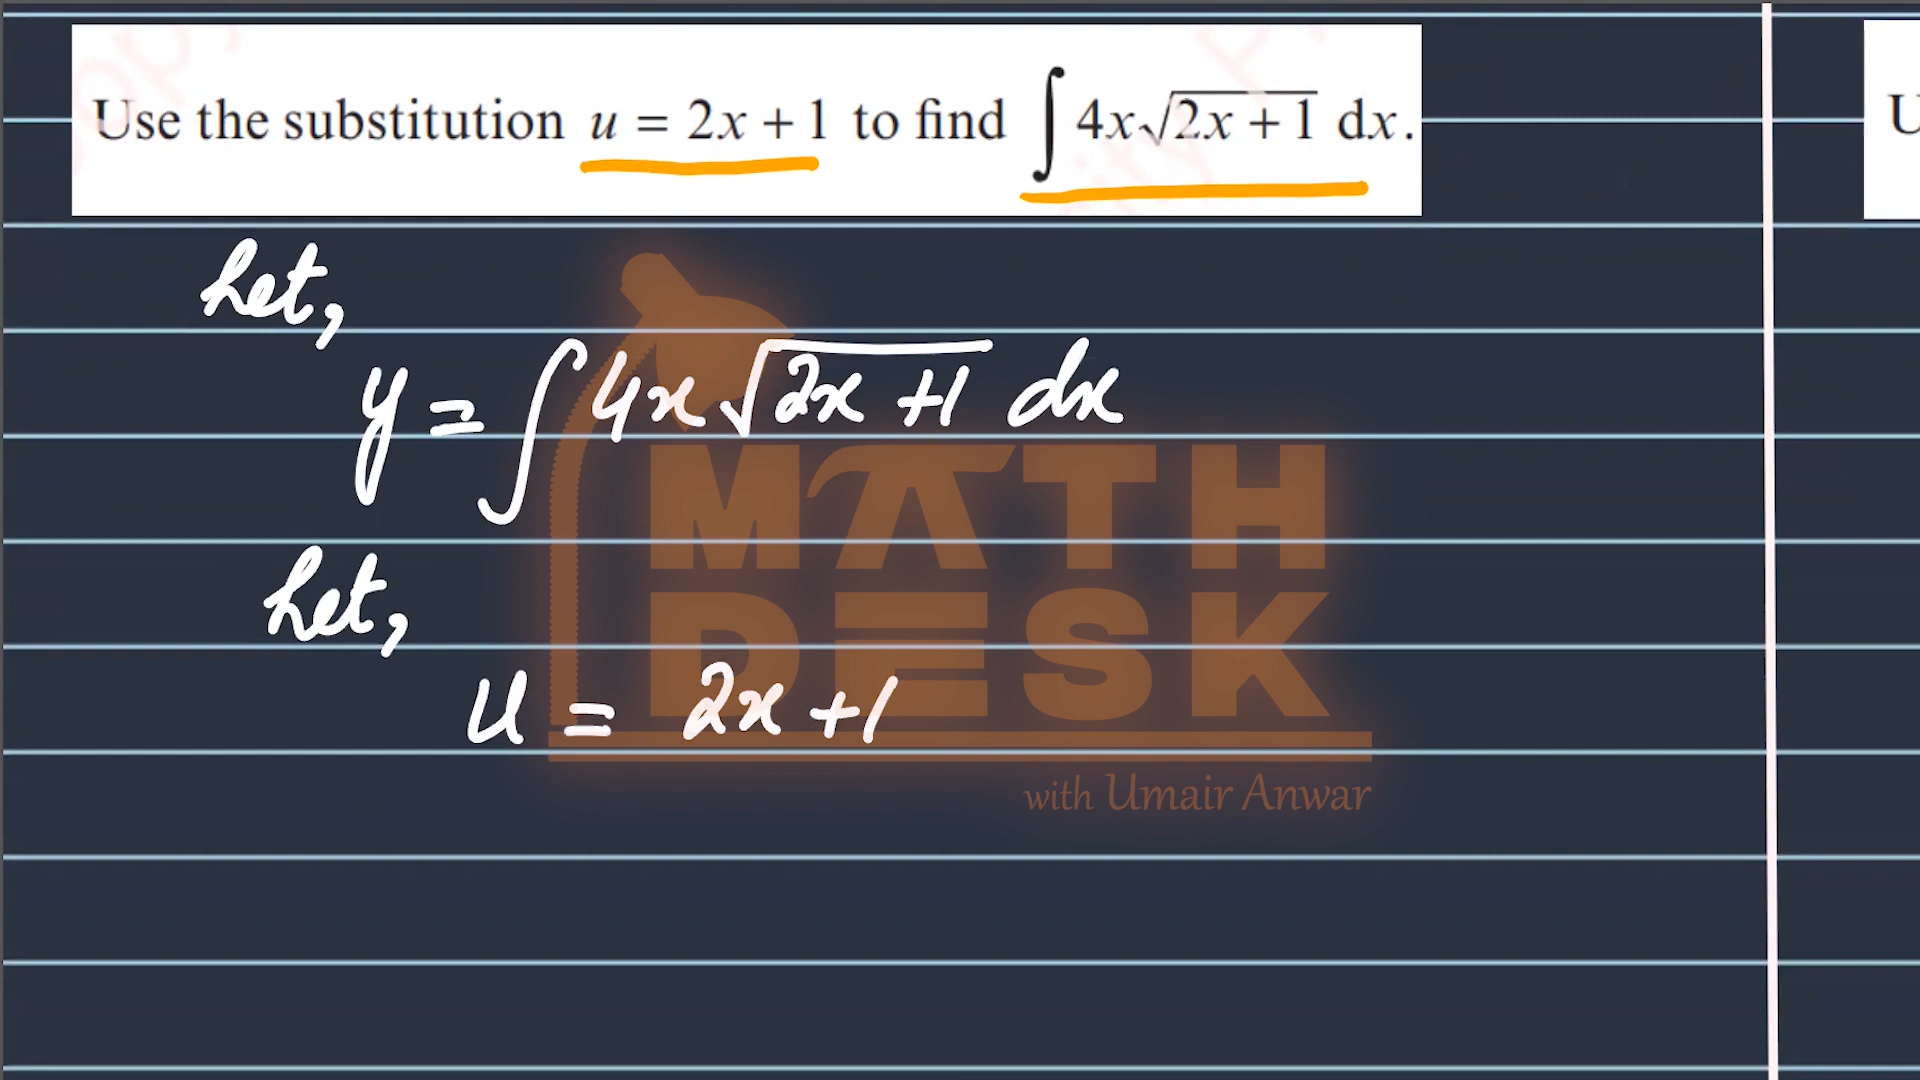 Use the substitution u = 2x + 1 to find ∫ 4x√(2x + 1) dx.
U
Let,
y = ∫ 4x √(2x +1) dx
MATH
DESK
Let,
u = 2x +1
with Umair Anwar